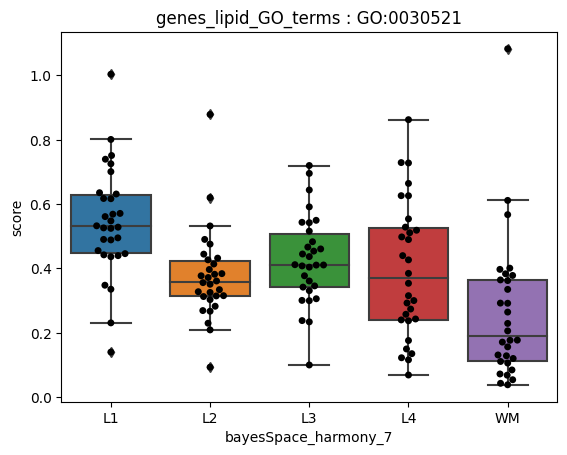 genes_lipid_GO_terms : GO:0030521
score
1.0
0.8
0.6
0.4
0.2
0.0
L1 L2 L3 L4 WM
bayesSpace_harmony_7